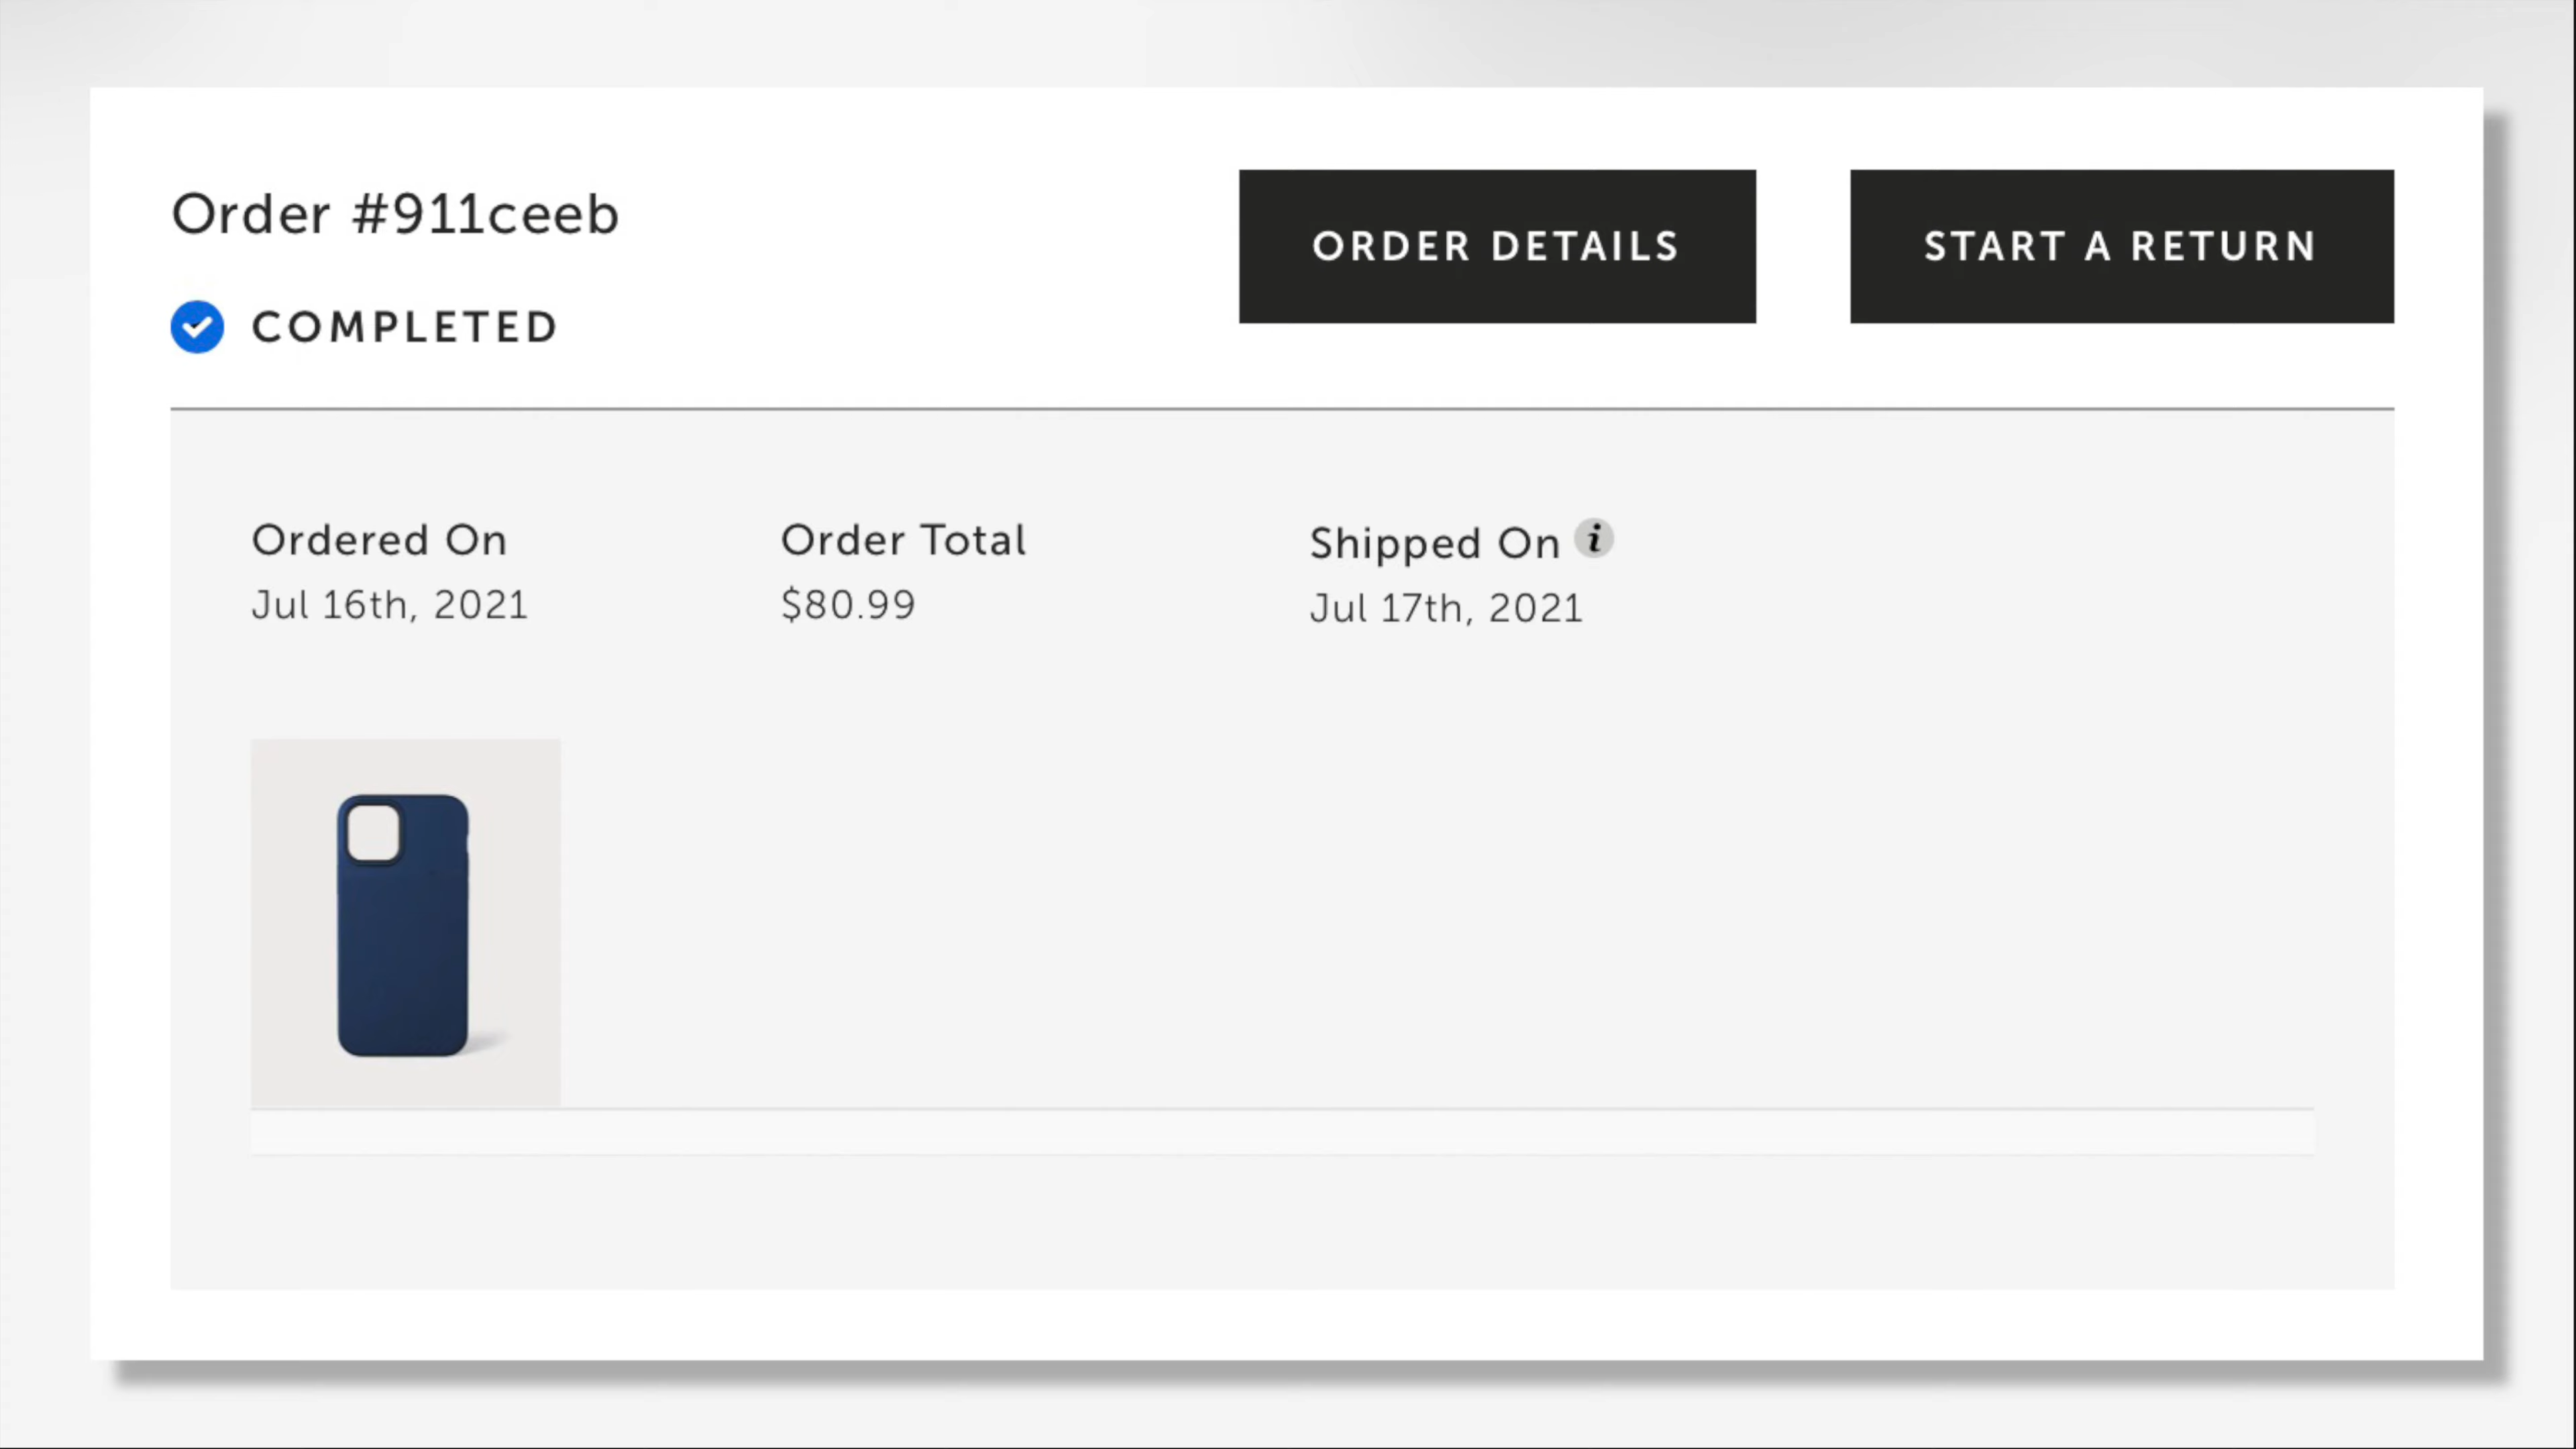 Order #911ceeb
COMPLETED
ORDER DETAILS
START A RETURN
Ordered On
Jul 16th, 2021
Order Total
$80.99
Shipped On i
Jul 17th, 2021